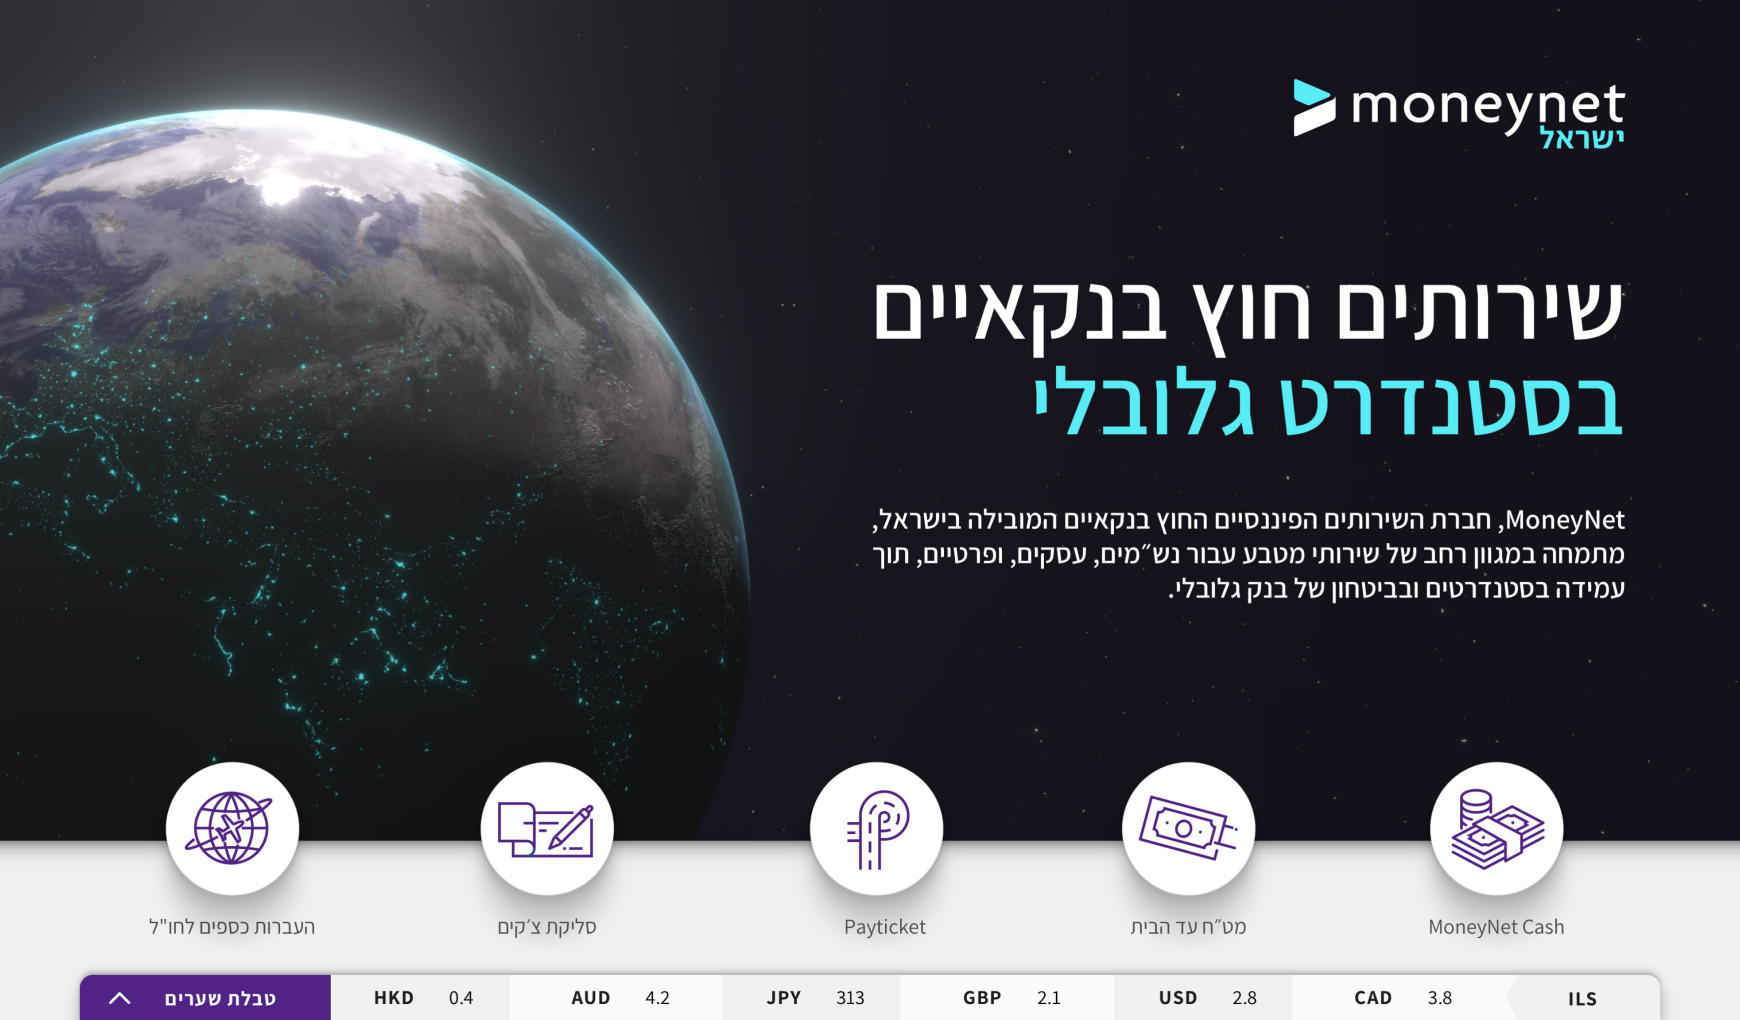 moneynet
ישראל
שירותים חוץ בנקאיים
בסטנדרט גלובלי
MoneyNet, חברת השירותים הפיננסיים החוץ בנקאיים המובילה בישראל,
מתמחה במגוון רחב של שירותי מטבע עבור נש״מים, עסקים, ופרטיים, תוך
עמידה בסטנדרטים ובביטחון של בנק גלובלי.
MoneyNet Cash
מט״ח עד הבית
Payticket
סליקת צ׳קים
העברות כספים לחו"ל
טבלת שערים HKD 0.4 AUD 4.2 JPY 313 GBP 2.1 USD 2.8 CAD 3.8 ILS